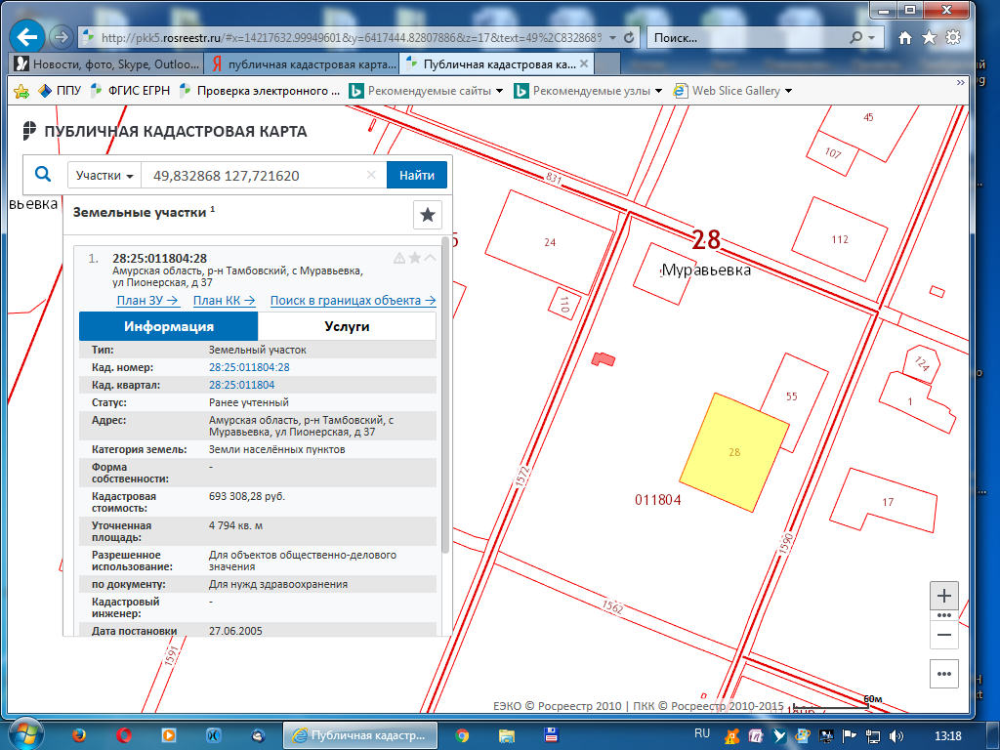 http://pkk5.rosreestr.ru/#x=14217632.99949601&y=6417444.82807886&z=17&text=49%2C832868%
Поиск...
Новости, фото, Skype, Outloo...
Я публичная кадастровая карта...
Публичная кадастровая ка...
ППУ
ФГИС ЕГРН
Проверка электронного ...
Рекомендуемые сайты
Рекомендуемые узлы
Web Slice Gallery
ПУБЛИЧНАЯ КАДАСТРОВАЯ КАРТА
Участки
49,832868 127,721620
Найти
вьевка
Земельные участки 1
1. 28:25:011804:28
Амурская область, р-н Тамбовский, с Муравьевка,
ул Пионерская, д 37
План ЗУ →
План КК →
Поиск в границах объекта →
Информация
Услуги
Тип: Земельный участок
Кад. номер: 28:25:011804:28
Кад. квартал: 28:25:011804
Статус: Ранее учтенный
Адрес: Амурская область, р-н Тамбовский, с
Муравьевка, ул Пионерская, д 37
Категория земель: Земли населённых пунктов
Форма
собственности: -
Кадастровая
стоимость: 693 308,28 руб.
Уточненная
площадь: 4 794 кв. м
Разрешенное
использование: Для объектов общественно-делового
значения
по документу: Для нужд здравоохранения
Кадастровый
инженер: -
Дата постановки 27.06.2005
45
107
831
24
28
112
Муравьевка
110
124
55
1
28
1572
011804
17
1590
1562
1591
ЕЭКО © Росреестр 2010 | ПКК © Росреестр 2010-2015
60м
Публичная кадастр...
RU
13:18